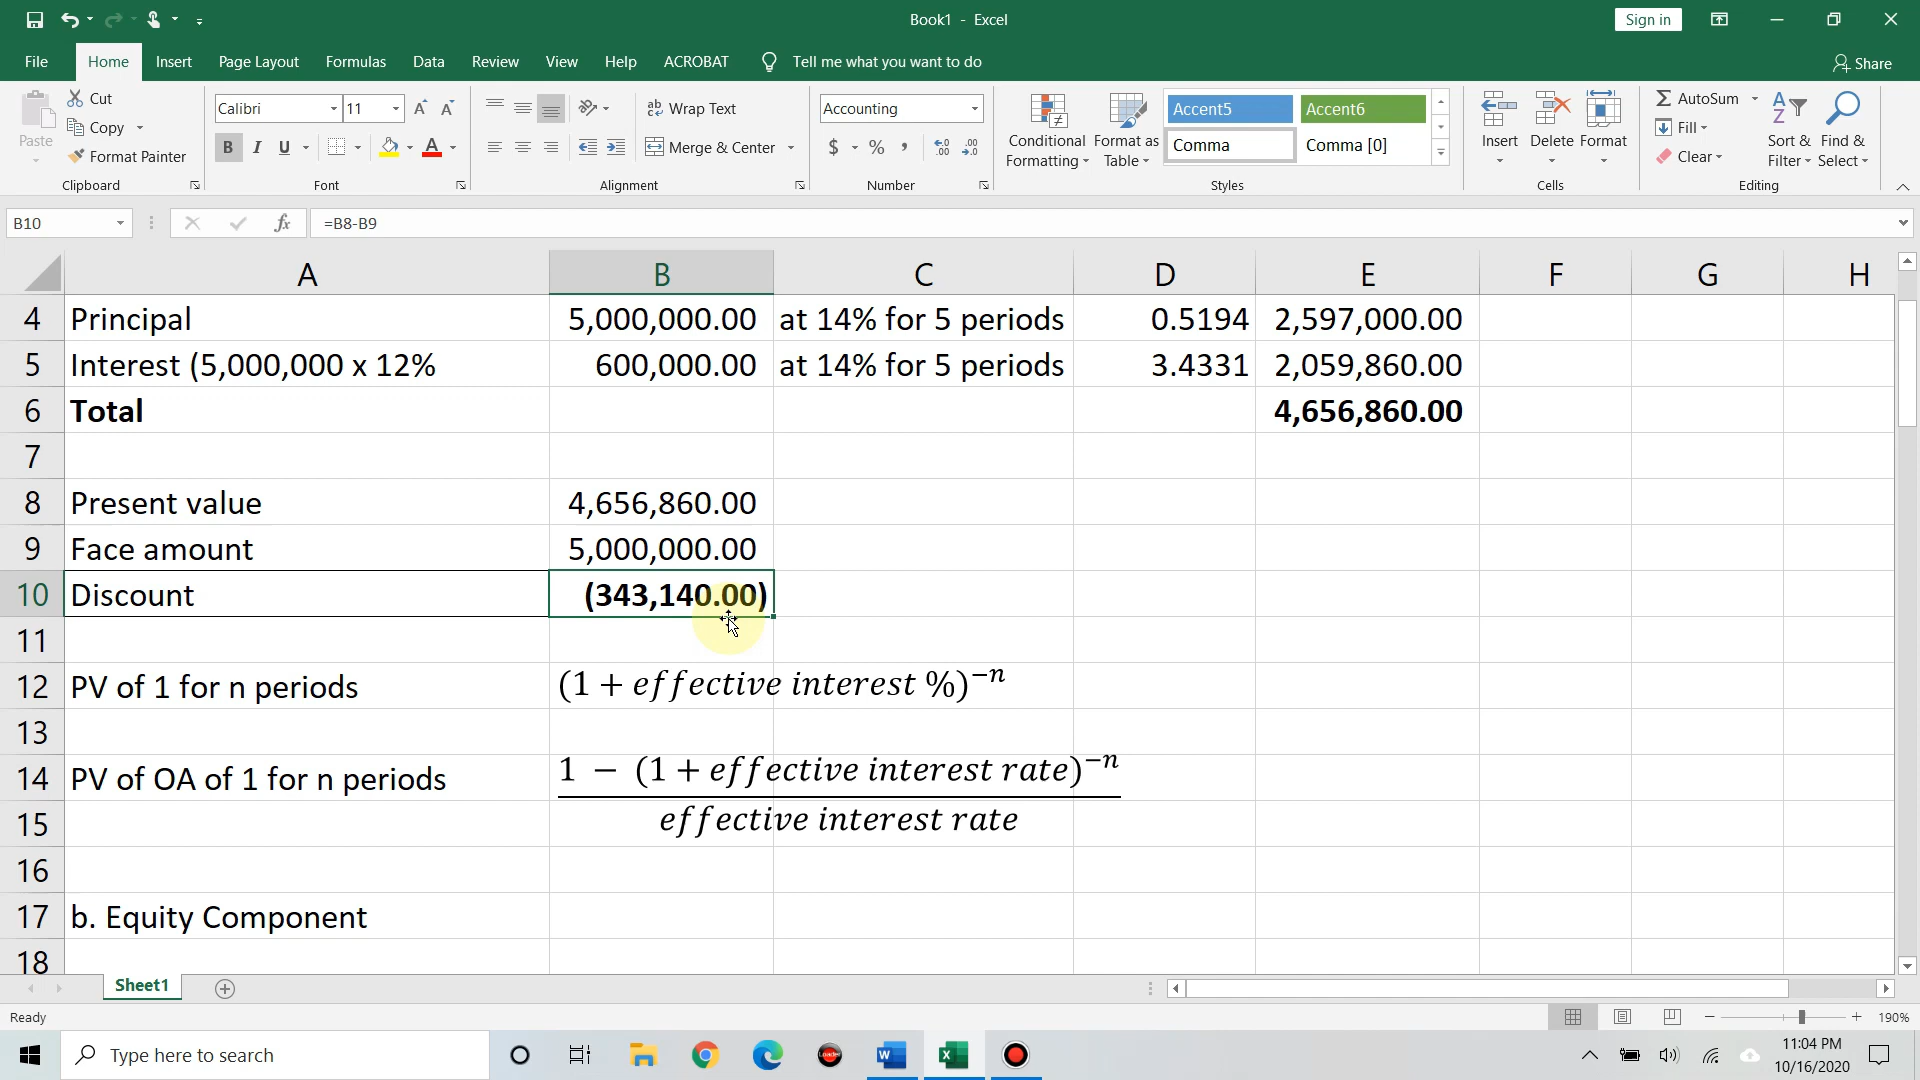 Book1 - Excel
Sign in
File Home Insert Page Layout Formulas Data Review View Help ACROBAT Tell me what you want to do
Share
Paste
Cut
Copy
Format Painter
Clipboard
Calibri 11
B I U
Font
Wrap Text
Merge & Center
Alignment
Accounting
$ % ,
Number
Conditional Formatting
Format as Table
Accent5 Accent6
Comma Comma [0]
Styles
Insert Delete Format
Cells
AutoSum
Fill
Clear
Sort & Filter
Find & Select
Editing
B10 fx =B8-B9
A B C D E F G H
4 Principal 5,000,000.00 at 14% for 5 periods 0.5194 2,597,000.00
5 Interest (5,000,000 x 12% 600,000.00 at 14% for 5 periods 3.4331 2,059,860.00
6 Total 4,656,860.00
7
8 Present value 4,656,860.00
9 Face amount 5,000,000.00
10 Discount (343,140.00)
11
12 PV of 1 for n periods (1 + effective interest %)⁻ⁿ
13
14 PV of OA of 1 for n periods 1 − (1 + effective interest rate)⁻ⁿ
15 effective interest rate
16
17 b. Equity Component
18
Sheet1
Ready
190%
Type here to search
Loader
11:04 PM
10/16/2020